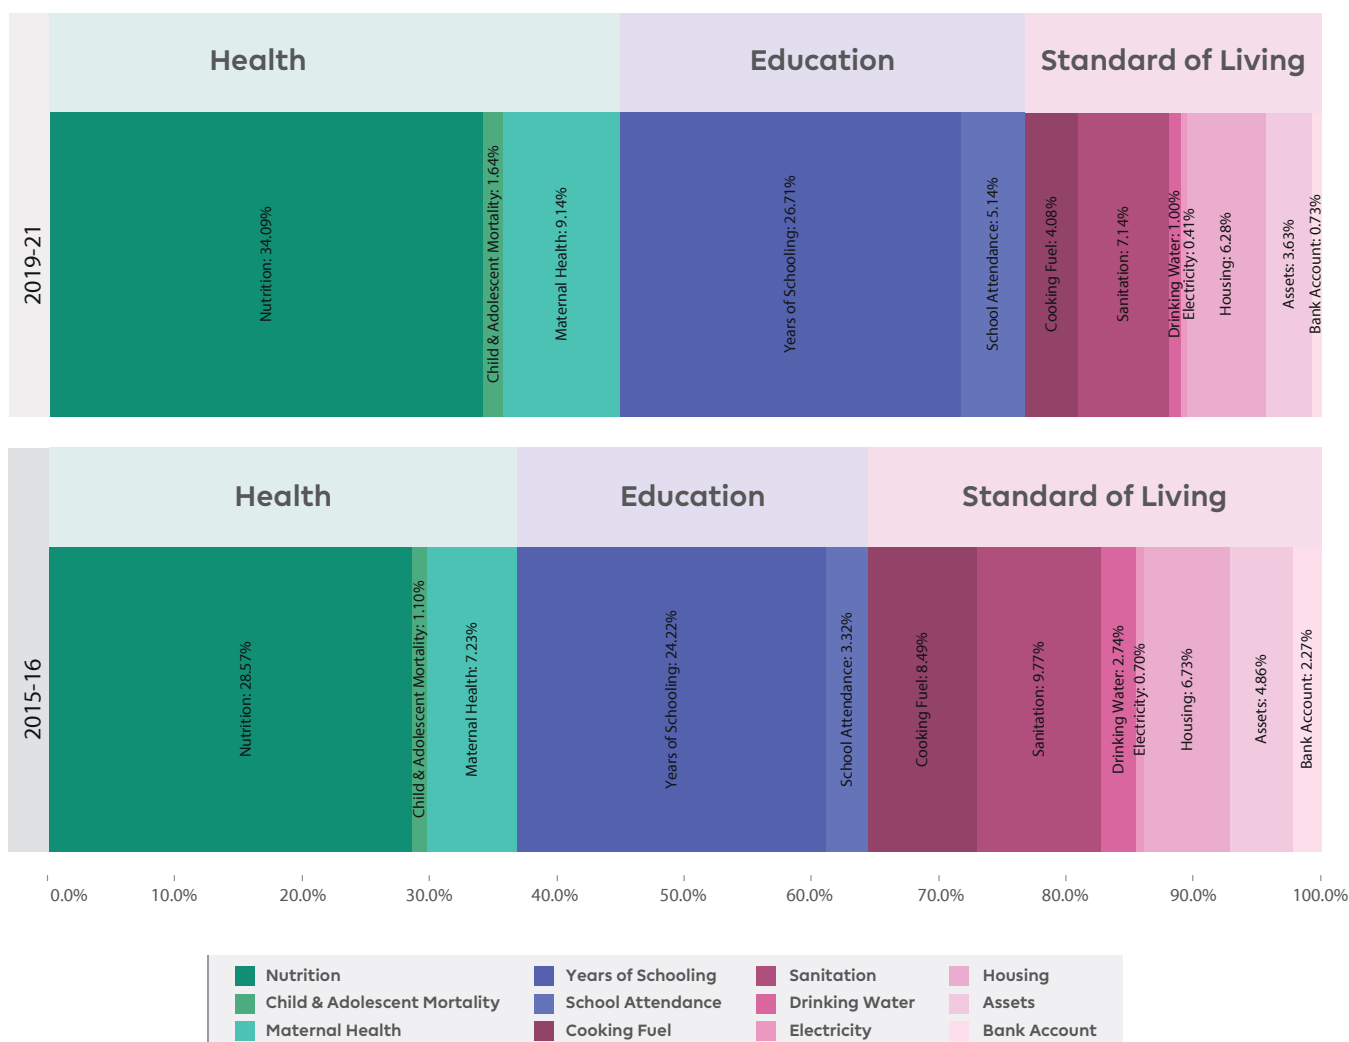 Health
Education
Standard of Living
2019-21
Nutrition: 34.09%
Child & Adolescent Mortality: 1.64%
Maternal Health: 9.14%
Years of Schooling: 26.71%
School Attendance: 5.14%
Cooking Fuel: 4.08%
Sanitation: 7.14%
Drinking Water: 1.00%
Electricity: 0.41%
Housing: 6.28%
Assets: 3.63%
Bank Account: 0.73%
Health
Education
Standard of Living
2015-16
Nutrition: 28.57%
Child & Adolescent Mortality: 1.10%
Maternal Health: 7.23%
Years of Schooling: 24.22%
School Attendance: 3.32%
Cooking Fuel: 8.49%
Sanitation: 9.77%
Drinking Water: 2.74%
Electricity: 0.70%
Housing: 6.73%
Assets: 4.86%
Bank Account: 2.27%
0.0% 10.0% 20.0% 30.0% 40.0% 50.0% 60.0% 70.0% 80.0% 90.0% 100.0%
Nutrition
Child & Adolescent Mortality
Maternal Health
Years of Schooling
School Attendance
Cooking Fuel
Sanitation
Drinking Water
Electricity
Housing
Assets
Bank Account